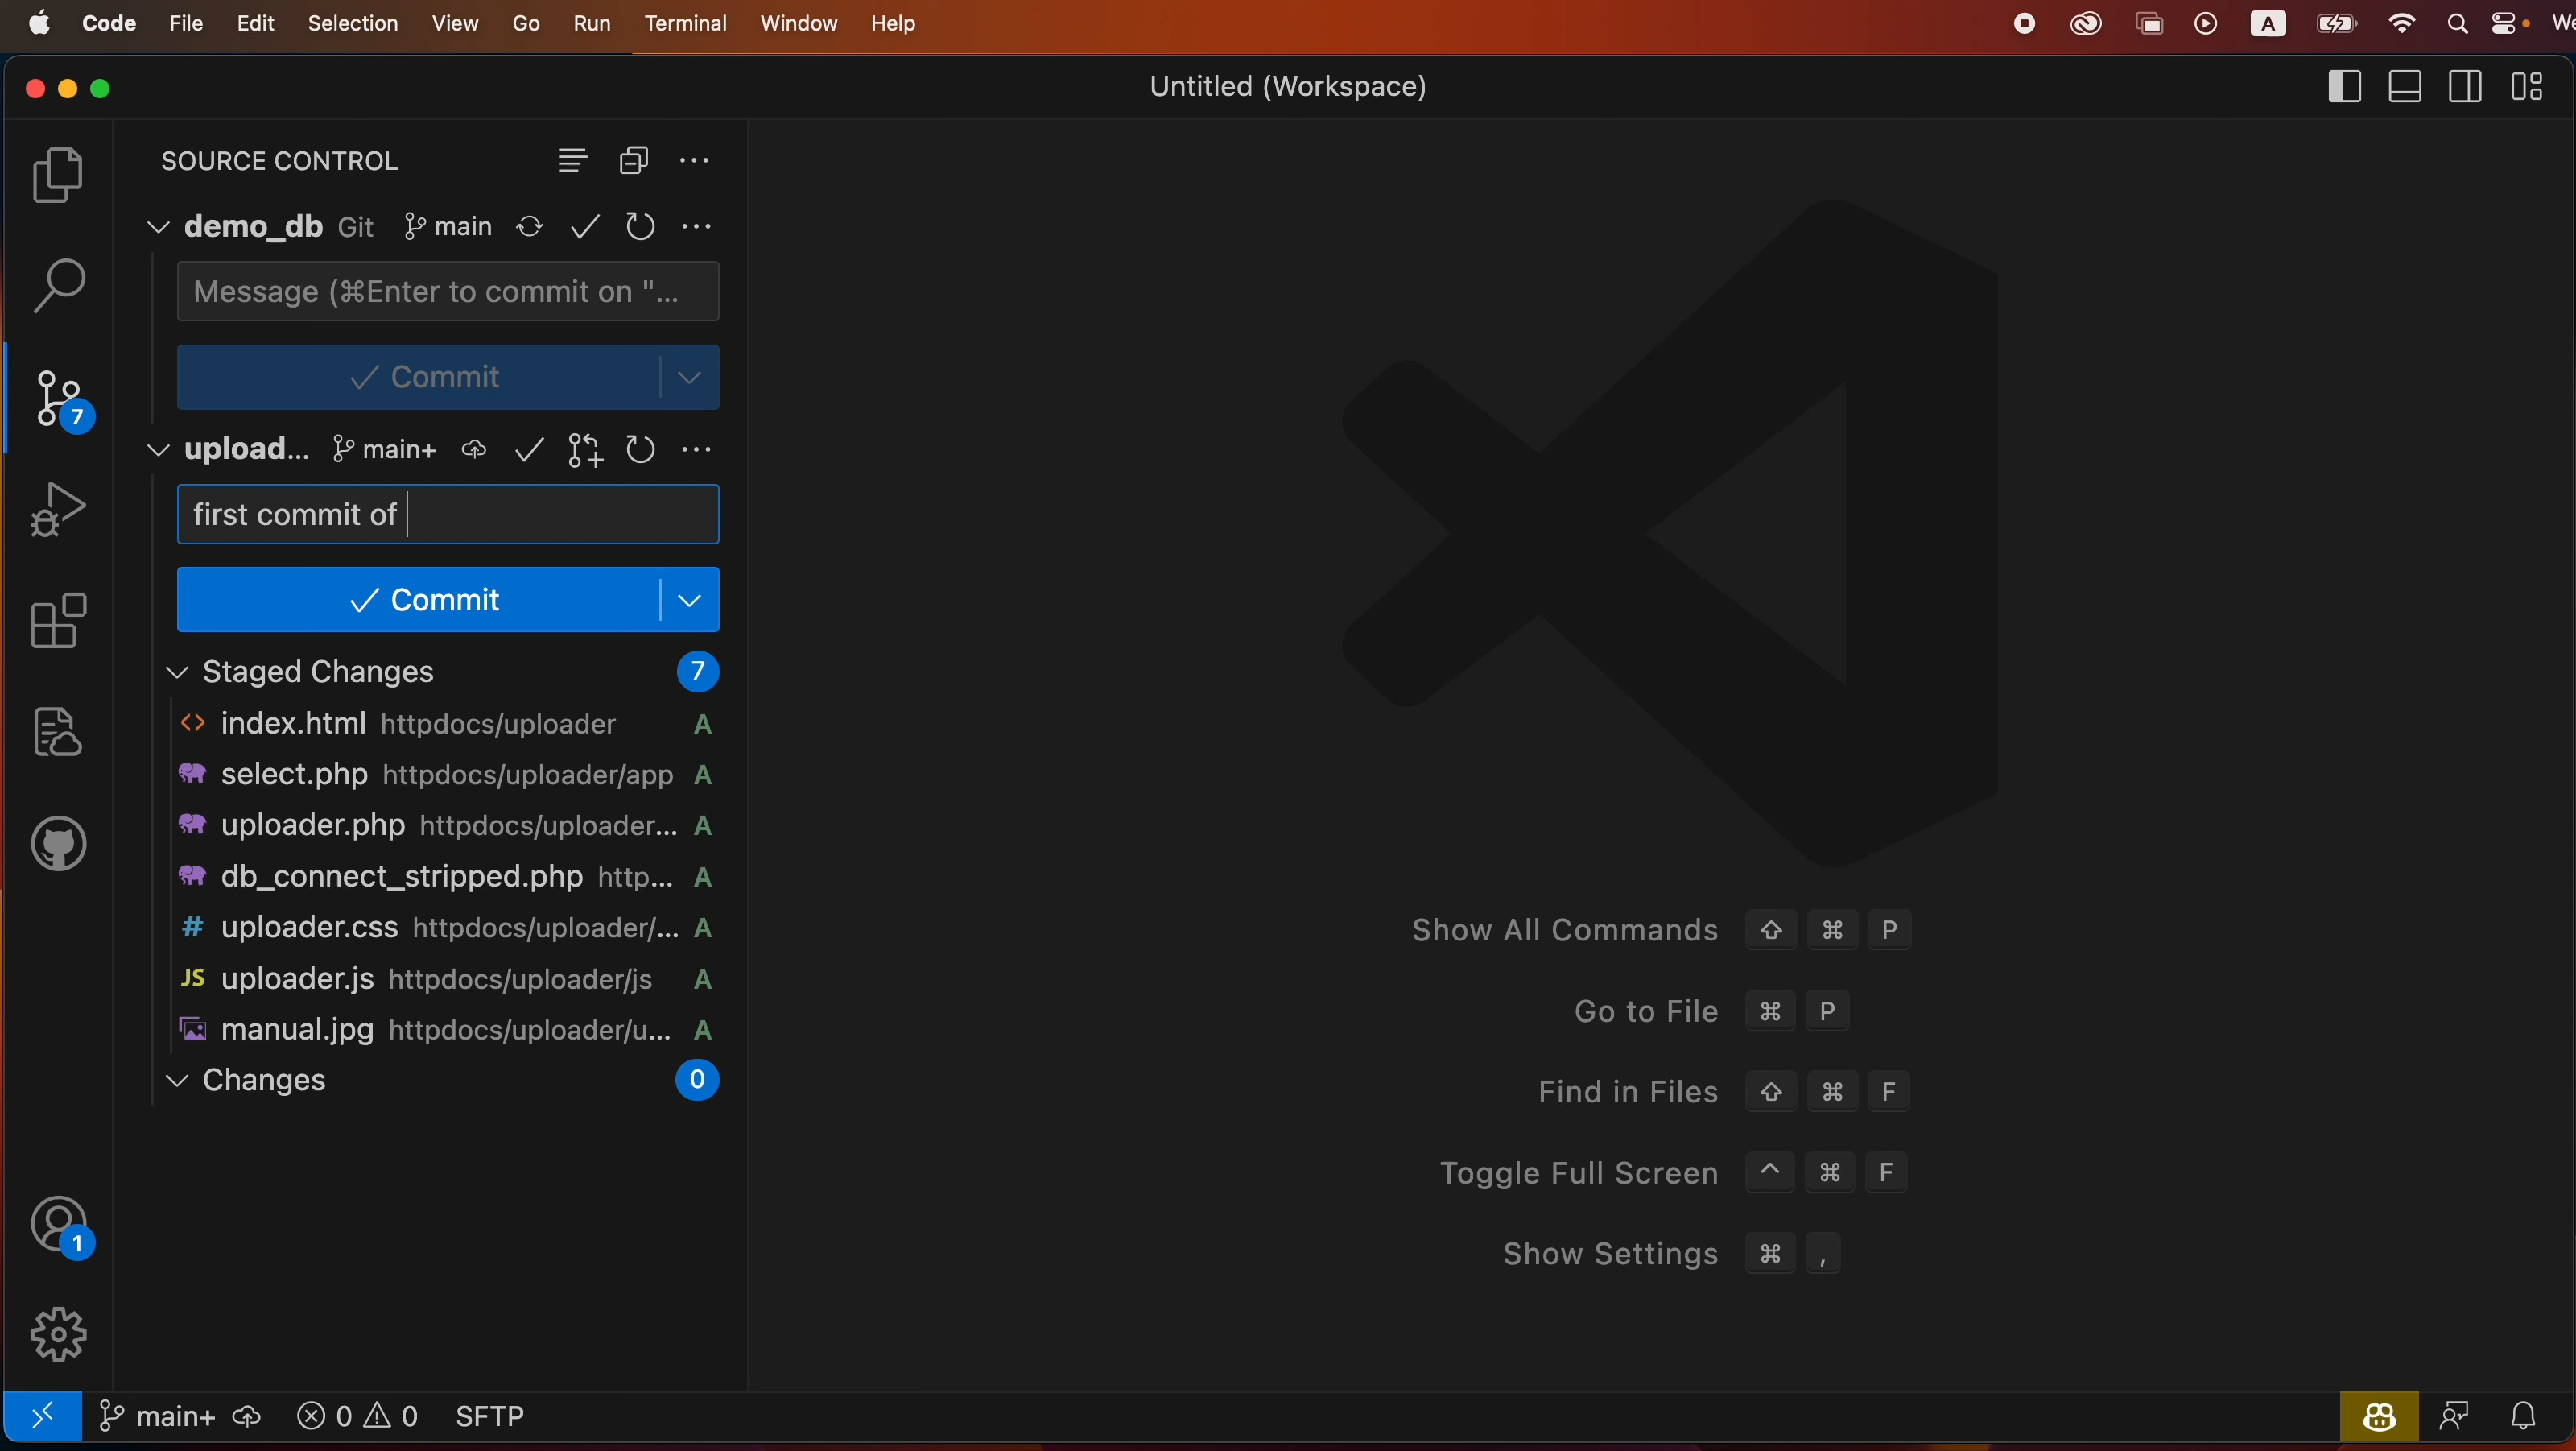 Code File Edit Selection View Go Run Terminal Window Help A We
Untitled (Workspace)
SOURCE CONTROL
demo_db Git main
Message (⌘Enter to commit on "...
Commit
7
upload... main+
first commit of
Commit
Staged Changes 7
index.html httpdocs/uploader A
select.php httpdocs/uploader/app A
uploader.php httpdocs/uploader... A
db_connect_stripped.php http... A
# uploader.css httpdocs/uploader/... A
JS uploader.js httpdocs/uploader/js A
manual.jpg httpdocs/uploader/u... A
Changes 0
1
Show All Commands ⇧ ⌘ P
Go to File ⌘ P
Find in Files ⇧ ⌘ F
Toggle Full Screen ^ ⌘ F
Show Settings ⌘ ,
main+ 0 0 SFTP